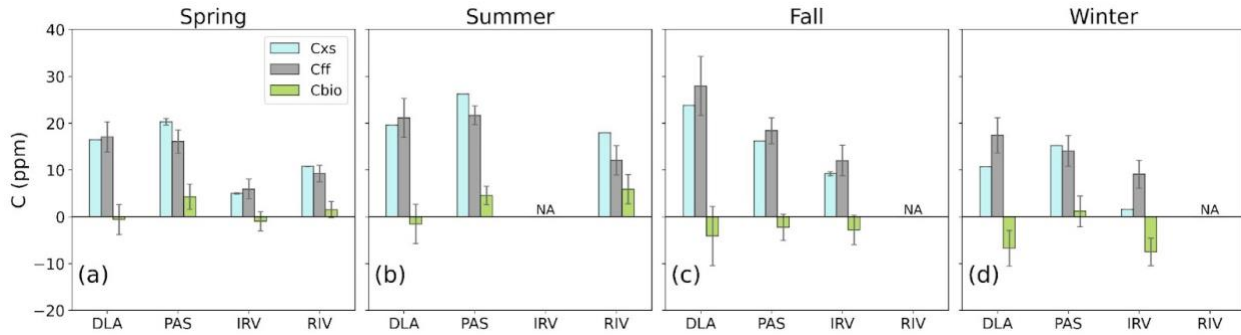 Spring
Summer
Fall
Winter
C (ppm)
40
30
20
10
0
−10
−20
Cxs
Cff
Cbio
NA
NA
NA
(a)
(b)
(c)
(d)
DLA PAS IRV RIV
DLA PAS IRV RIV
DLA PAS IRV RIV
DLA PAS IRV RIV